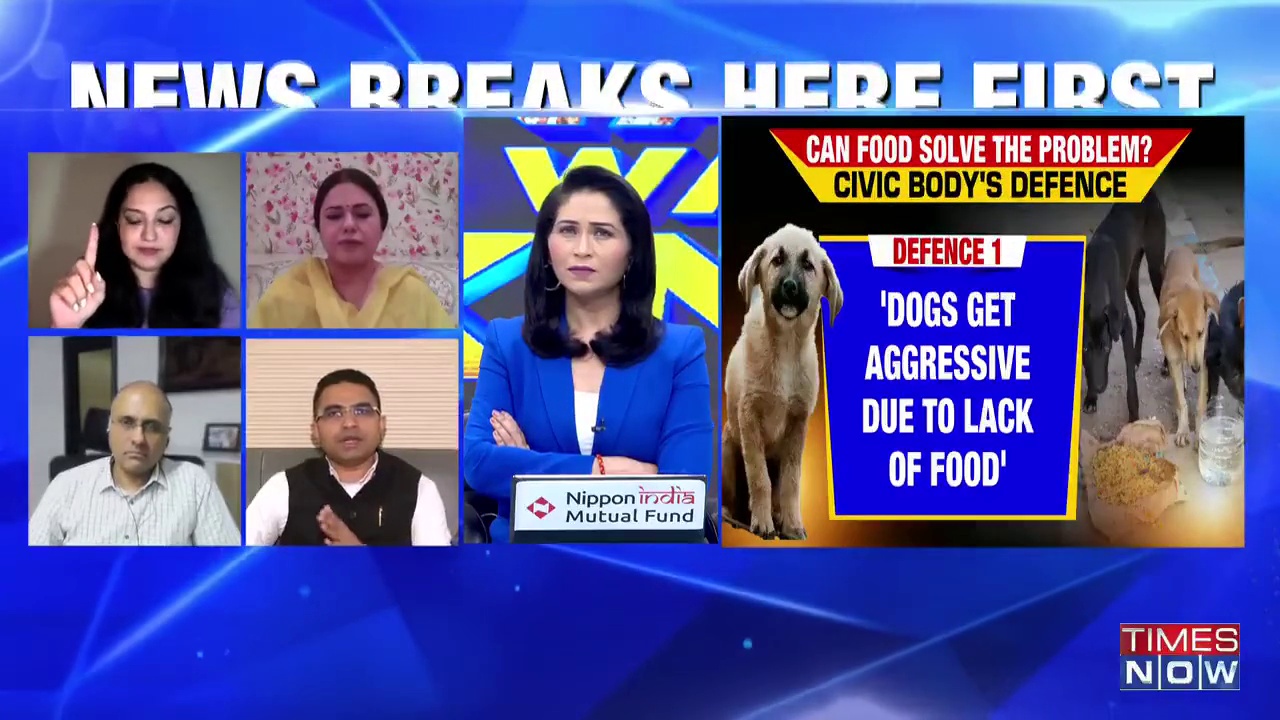 NEWS BREAKS HERE FIRST
CAN FOOD SOLVE THE PROBLEM?
CIVIC BODY'S DEFENCE
DEFENCE 1
'DOGS GET
AGGRESSIVE
DUE TO LACK
OF FOOD'
Nippon india
Mutual Fund
TIMES
NOW